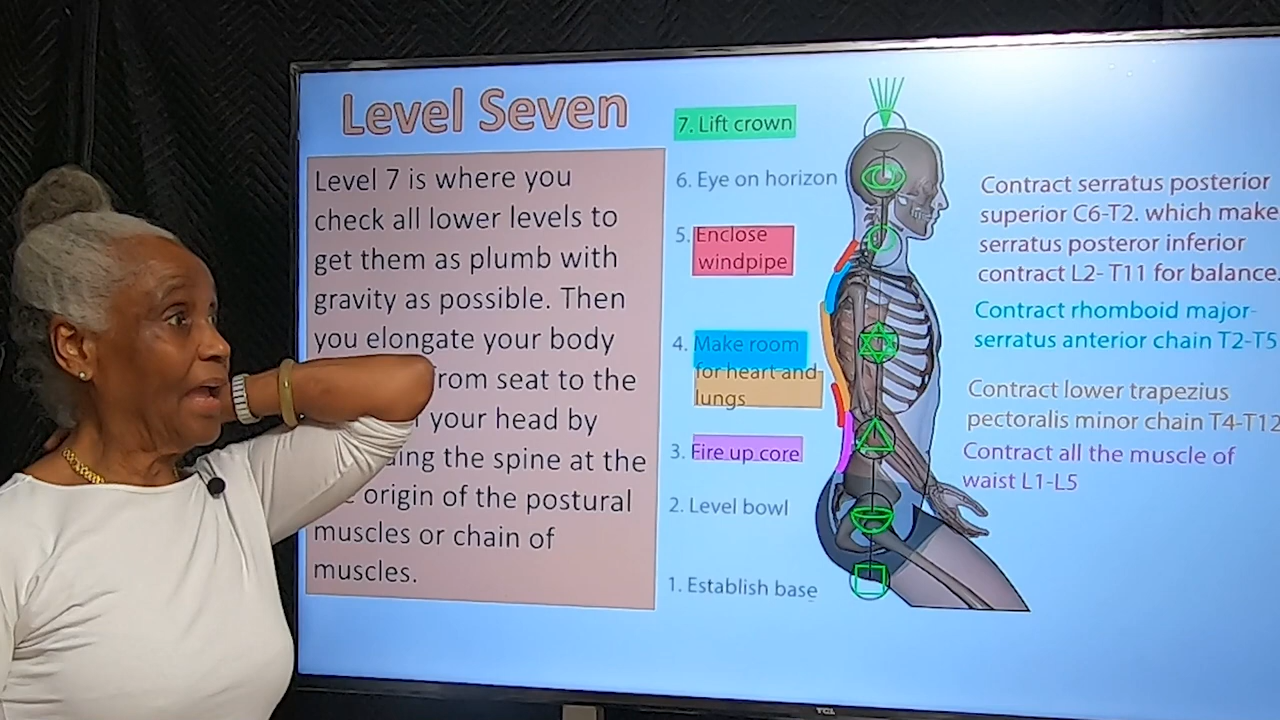 Level Seven
Level 7 is where you
check all lower levels to
get them as plumb with
gravity as possible. Then
you elongate your body
rom seat to the
your head by
ing the spine at the
origin of the postural
muscles or chain of
muscles.
7. Lift crown
6. Eye on horizon
5. Enclose
windpipe
4. Make room
for heart and
lungs
3. Fire up core
2. Level bowl
1. Establish base
Contract serratus posterior
superior C6-T2. which make
serratus posteror inferior
contract L2- T11 for balance.
Contract rhomboid major-
serratus anterior chain T2-T5
Contract lower trapezius
pectoralis minor chain T4-T12
Contract all the muscle of
waist L1-L5
TCL